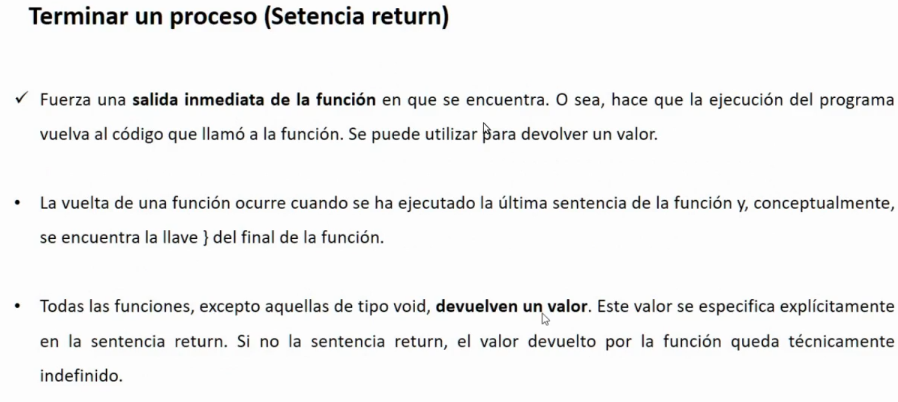 Terminar un proceso (Setencia return)
✓ Fuerza una salida inmediata de la función en que se encuentra. O sea, hace que la ejecución del programa
vuelva al código que llamó a la función. Se puede utilizar para devolver un valor.
• La vuelta de una función ocurre cuando se ha ejecutado la última sentencia de la función y, conceptualmente,
se encuentra la llave } del final de la función.
• Todas las funciones, excepto aquellas de tipo void, devuelven un valor. Este valor se especifica explícitamente
en la sentencia return. Si no la sentencia return, el valor devuelto por la función queda técnicamente
indefinido.